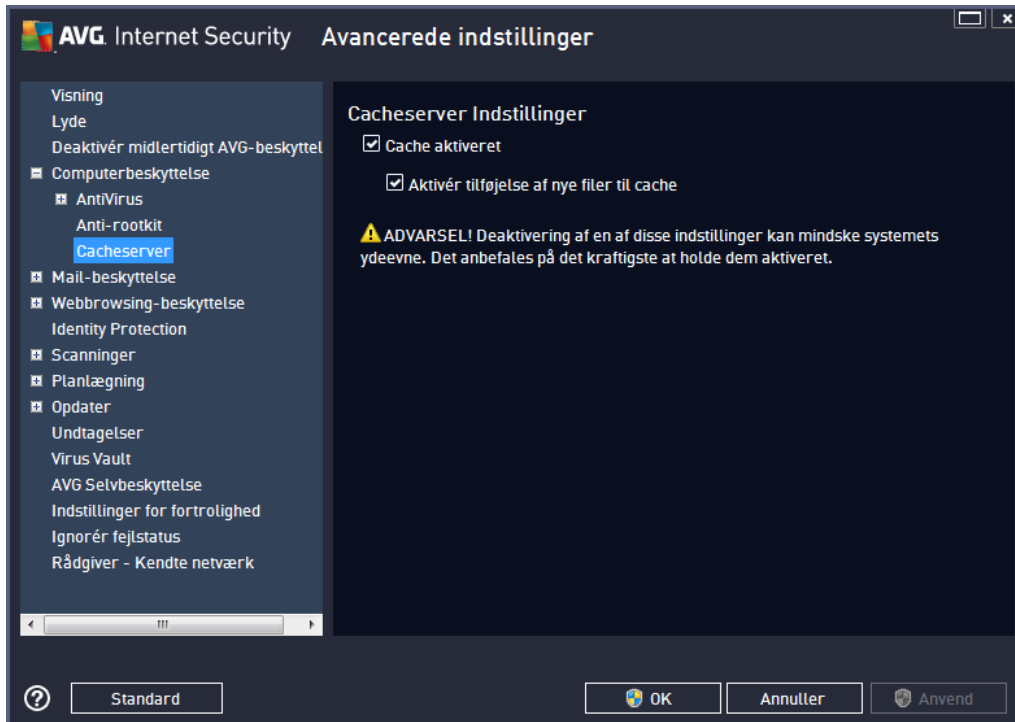 AVG. Internet Security Avancerede indstillinger
Visning
Lyde
Deaktivér midlertidigt AVG-beskyttel
Computerbeskyttelse
AntiVirus
Anti-rootkit
Cacheserver
Mail-beskyttelse
Webbrowsing-beskyttelse
Identity Protection
Scanninger
Planlægning
Opdater
Undtagelser
Virus Vault
AVG Selvbeskyttelse
Indstillinger for fortrolighed
Ignorér fejlstatus
Rådgiver - Kendte netværk
Cacheserver Indstillinger
Cache aktiveret
Aktivér tilføjelse af nye filer til cache
ADVARSEL! Deaktivering af en af disse indstillinger kan mindske systemets
ydeevne. Det anbefales på det kraftigste at holde dem aktiveret.
? Standard OK Annuller Anvend